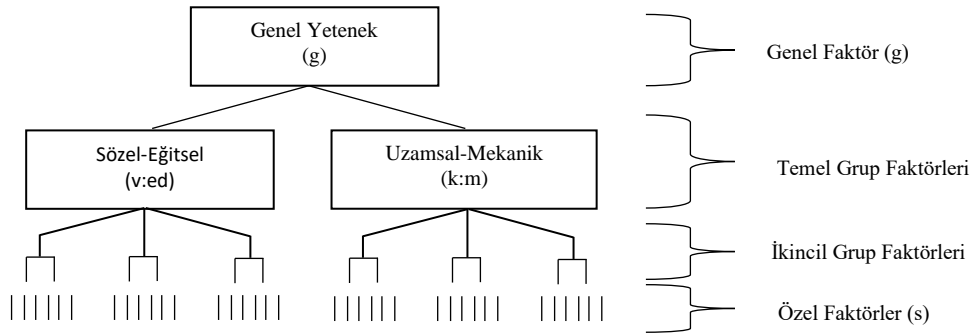 Genel Yetenek
(g)
Genel Faktör (g)
Sözel-Eğitsel
(v:ed)
Uzamsal-Mekanik
(k:m)
Temel Grup Faktörleri
İkincil Grup Faktörleri
Özel Faktörler (s)